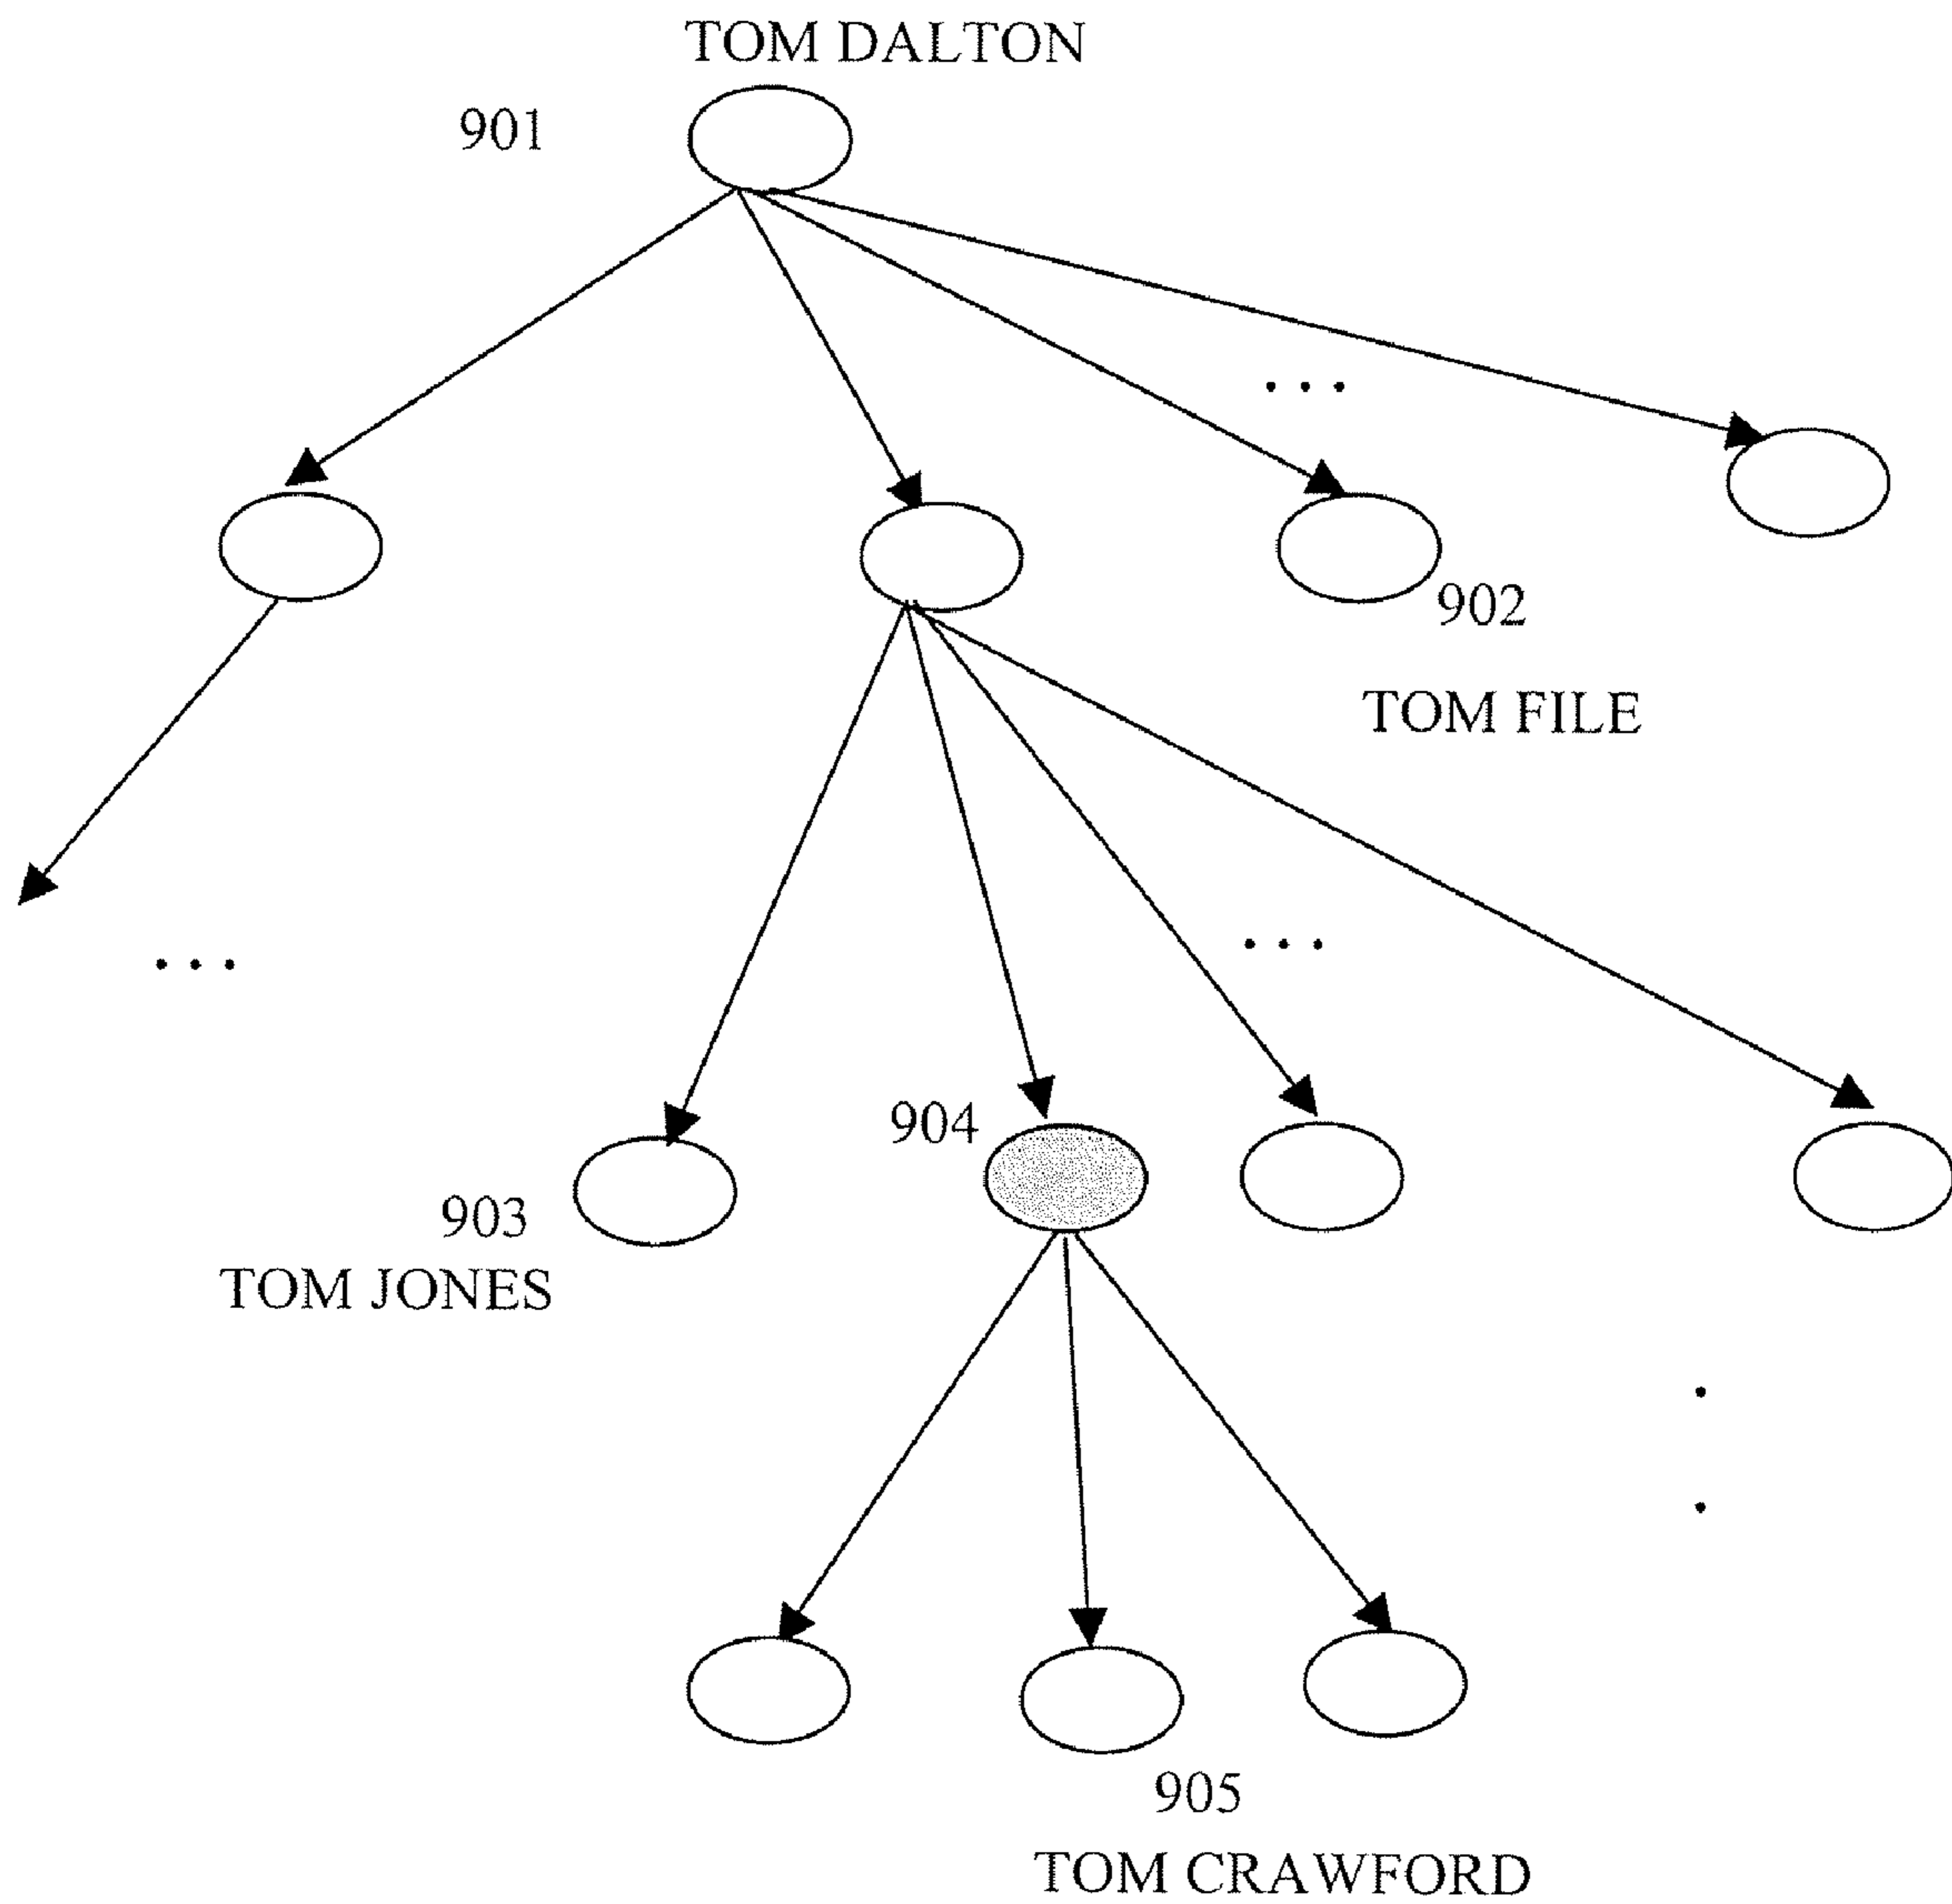 TOM DALTON
901
. . .
902
TOM FILE
. . .
. . .
904
903
TOM JONES
905
TOM CRAWFORD